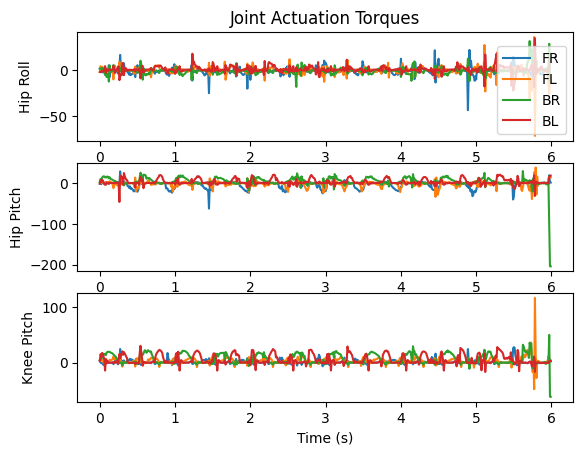 Joint Actuation Torques
Hip Roll
0
−50
FR
FL
BR
BL
0 1 2 3 4 5 6
Hip Pitch
0
−100
−200
0 1 2 3 4 5 6
Knee Pitch
100
0
0 1 2 3 4 5 6
Time (s)